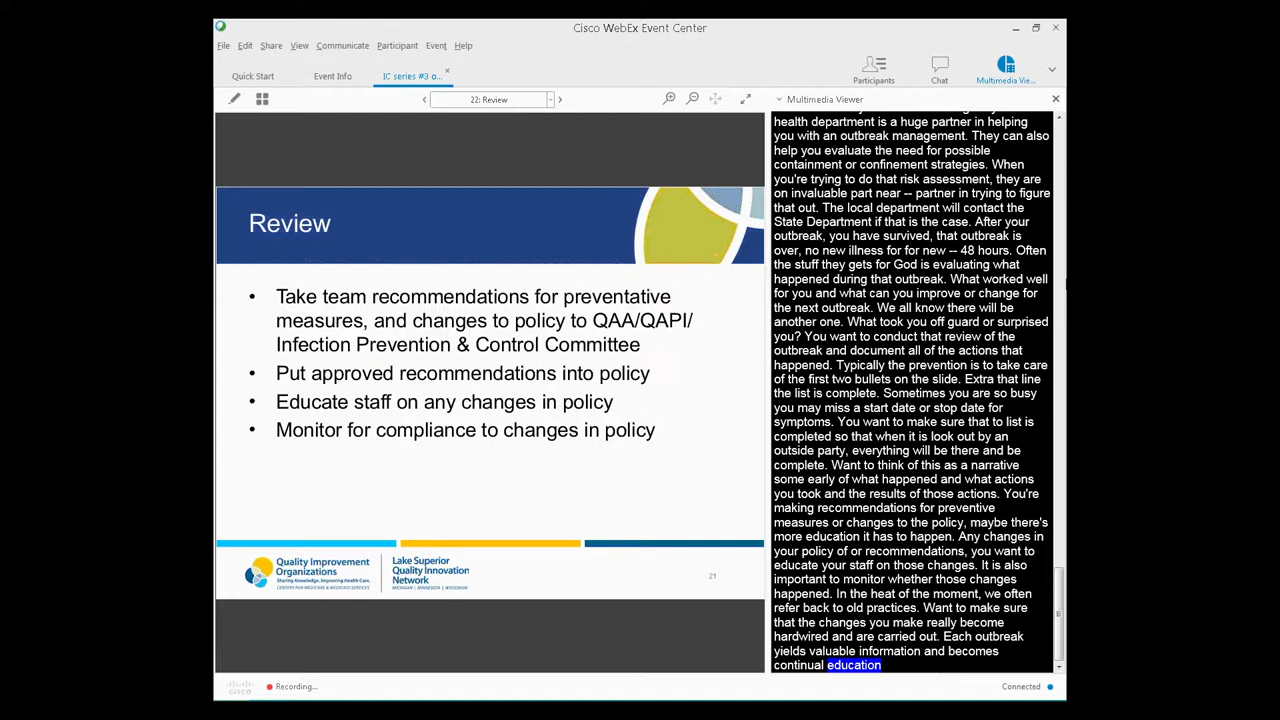 Cisco WebEx Event Center
File Edit Share View Communicate Participant Event Help
Quick Start Event Info IC series #3 o... Participants Chat Multimedia Vie...
22: Review
Multimedia Viewer
Review
• Take team recommendations for preventative
measures, and changes to policy to QAA/QAPI/
Infection Prevention & Control Committee
• Put approved recommendations into policy
• Educate staff on any changes in policy
• Monitor for compliance to changes in policy
Quality Improvement
Organizations
Sharing Knowledge. Improving Health Care.
CENTERS FOR MEDICARE & MEDICAID SERVICES
Lake Superior
Quality Innovation
Network
MICHIGAN | MINNESOTA | WISCONSIN
21
health department is a huge partner in helping
you with an outbreak management. They can also
help you evaluate the need for possible
containment or confinement strategies. When
you're trying to do that risk assessment, they are
on invaluable part near -- partner in trying to figure
that out. The local department will contact the
State Department if that is the case. After your
outbreak, you have survived, that outbreak is
over, no new illness for for new -- 48 hours. Often
the stuff they gets for God is evaluating what
happened during that outbreak. What worked well
for you and what can you improve or change for
the next outbreak. We all know there will be
another one. What took you off guard or surprised
you? You want to conduct that review of the
outbreak and document all of the actions that
happened. Typically the prevention is to take care
of the first two bullets on the slide. Extra that line
the list is complete. Sometimes you are so busy
you may miss a start date or stop date for
symptoms. You want to make sure that to list is
completed so that when it is look out by an
outside party, everything will be there and be
complete. Want to think of this as a narrative
some early of what happened and what actions
you took and the results of those actions. You're
making recommendations for preventive
measures or changes to the policy, maybe there's
more education it has to happen. Any changes in
your policy of or recommendations, you want to
educate your staff on those changes. It is also
important to monitor whether those changes
happened. In the heat of the moment, we often
refer back to old practices. Want to make sure
that the changes you make really become
hardwired and are carried out. Each outbreak
yields valuable information and becomes
continual education
cisco
Recording...
Connected